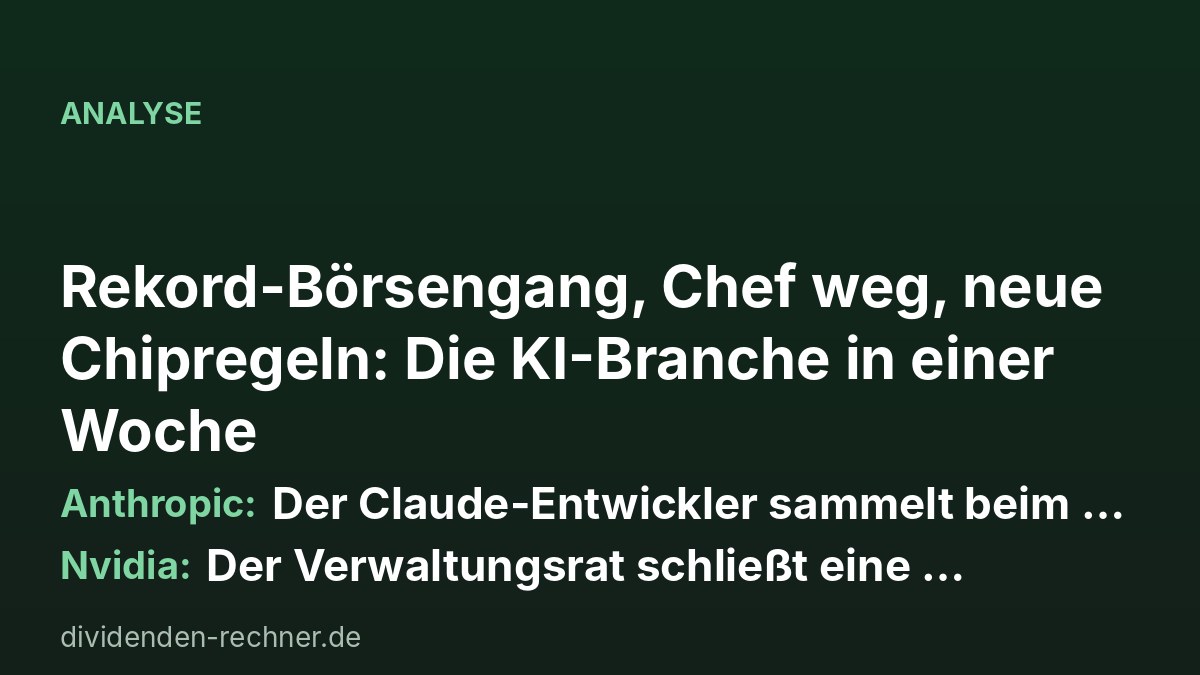 ANALYSE
Rekord-Börsengang, Chef weg, neue
Chipregeln: Die KI-Branche in einer
Woche
Anthropic: Der Claude-Entwickler sammelt beim ...
Nvidia: Der Verwaltungsrat schließt eine ...
dividenden-rechner.de